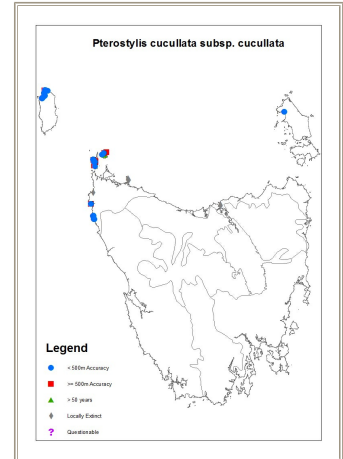 Pterostylis cucullata subsp. cucullata
Legend
< 500m Accuracy
>= 500m Accuracy
> 50 years
Locally Extinct
? Questionable